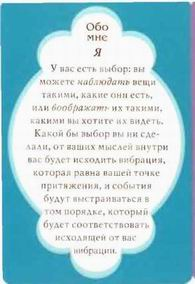 Обо
мне
Я
У вас есть выбор: вы
можете наблюдать вещи
такими, какие они есть,
или воображать их такими,
какими вы хотите их видеть.
Какой бы выбор вы ни сде-
лали, от ваших мыслей внутри
вас будет исходить вибрация,
которая равна вашей точке
притяжения, и события
будут выстраиваться в
том порядке, который
будет соответствовать
исходящей от вас
вибрации.